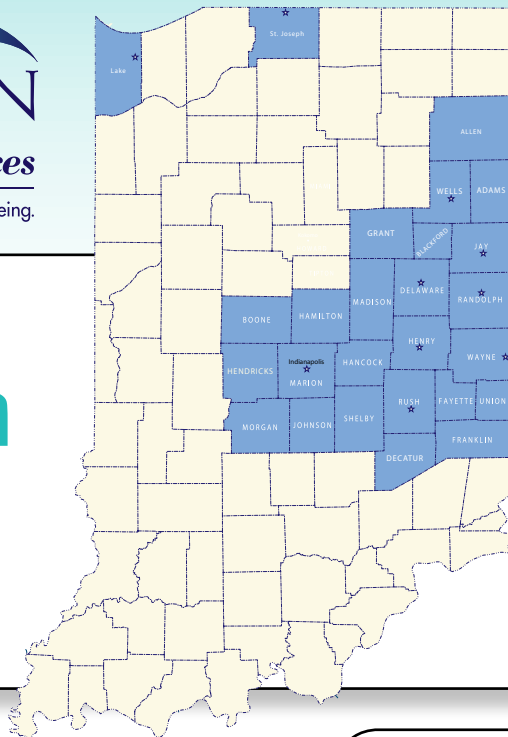 St. Joseph
Lake
N
ces
eing.
ALLEN
WELLS
ADAMS
GRANT
BLACKFORD
JAY
DELAWARE
MADISON
RANDOLPH
BOONE
HAMILTON
HENRY
WAYNE
Indianapolis
HENDRICKS
MARION
HANCOCK
RUSH
FAYETTE
UNION
MORGAN
JOHNSON
SHELBY
FRANKLIN
DECATUR